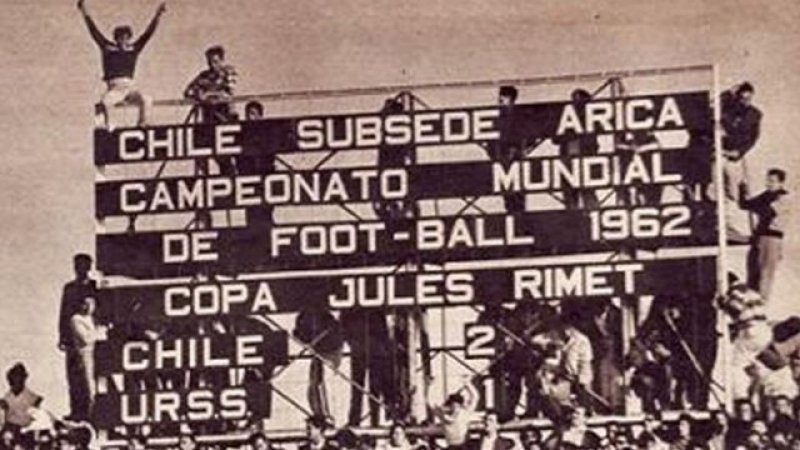 CHILE SUBSEDE ARICA
CAMPEONATO MUNDIAL
DE FOOT-BALL 1962
COPA JULES RIMET
CHILE - 2
U.R.S.S. 1